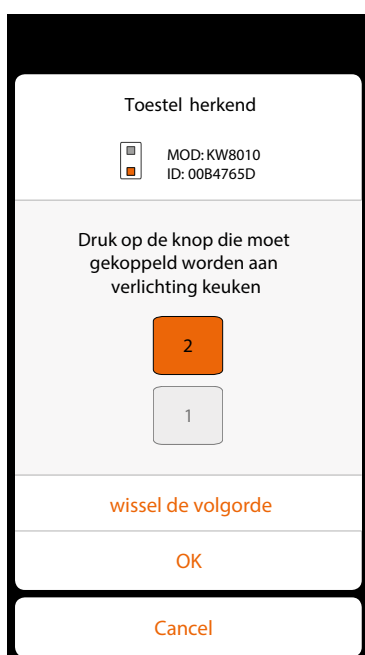 Toestel herkend
MOD: KW8010
ID: 00B4765D
Druk op de knop die moet
gekoppeld worden aan
verlichting keuken
2
1
wissel de volgorde
OK
Cancel